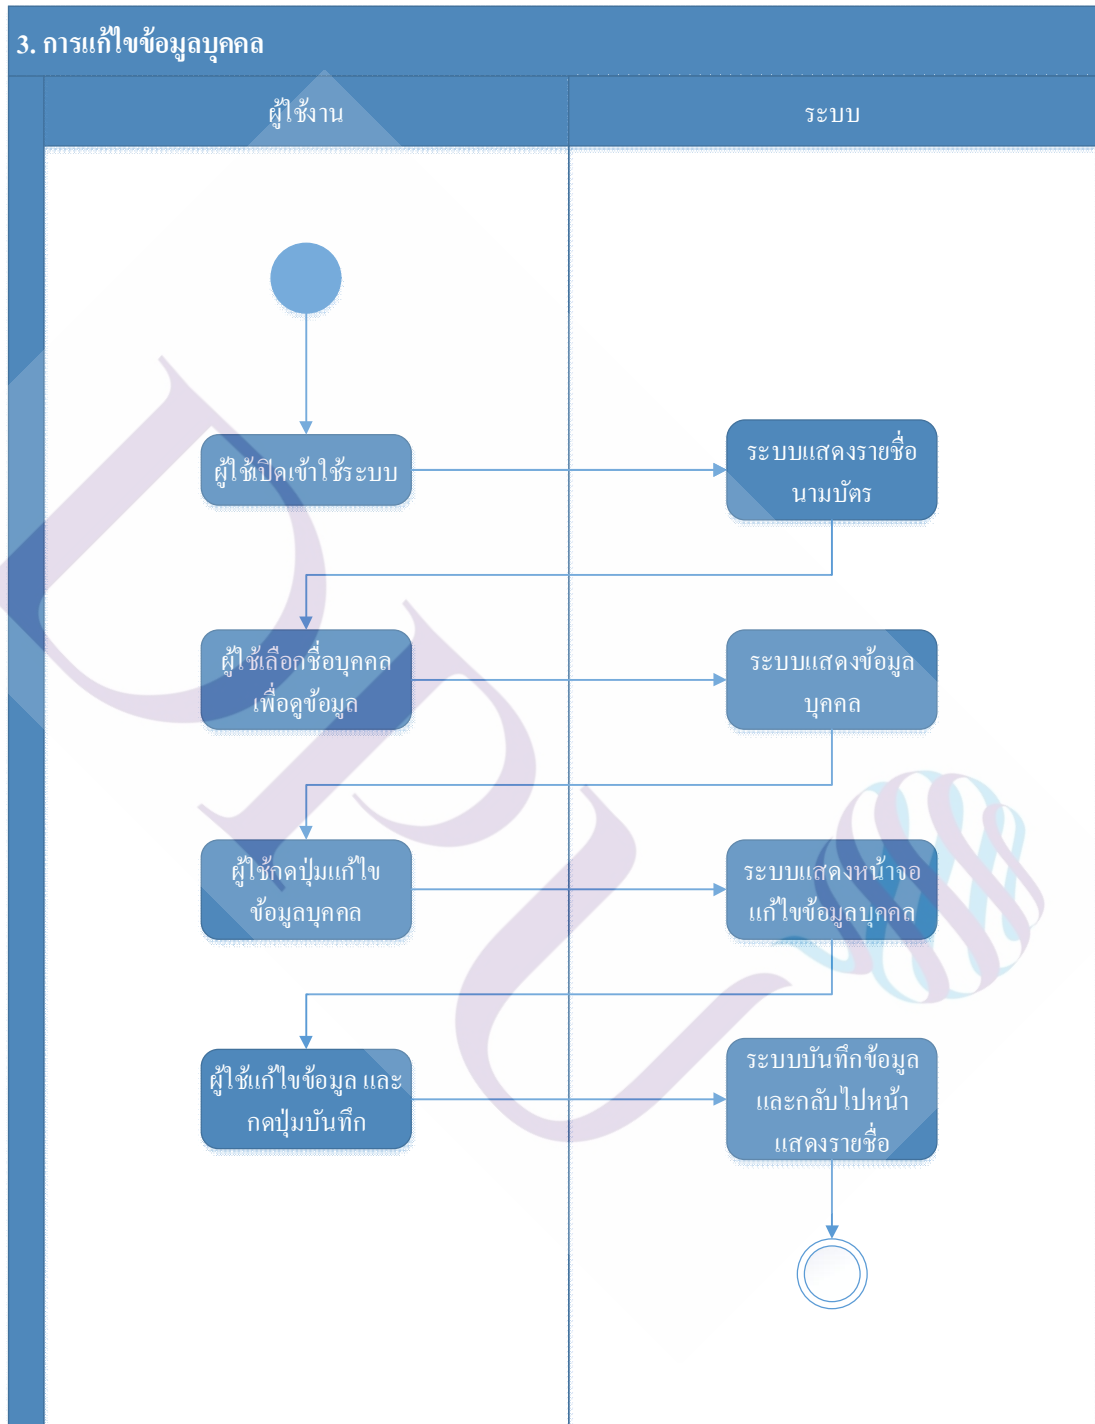 3. การแก้ไขข้อมูลบุคคล
ผู้ใช้งาน
ระบบ
ผู้ใช้เปิดเข้าใช้ระบบ
ระบบแสดงรายชื่อ
นามบัตร
ผู้ใช้เลือกชื่อบุคคล
เพื่อดูข้อมูล
ระบบแสดงข้อมูล
บุคคล
ผู้ใช้กดปุ่มแก้ไข
ข้อมูลบุคคล
ระบบแสดงหน้าจอ
แก้ไขข้อมูลบุคคล
ผู้ใช้แก้ไขข้อมูล และ
กดปุ่มบันทึก
ระบบบันทึกข้อมูล
และกลับไปหน้า
แสดงรายชื่อ
DPU